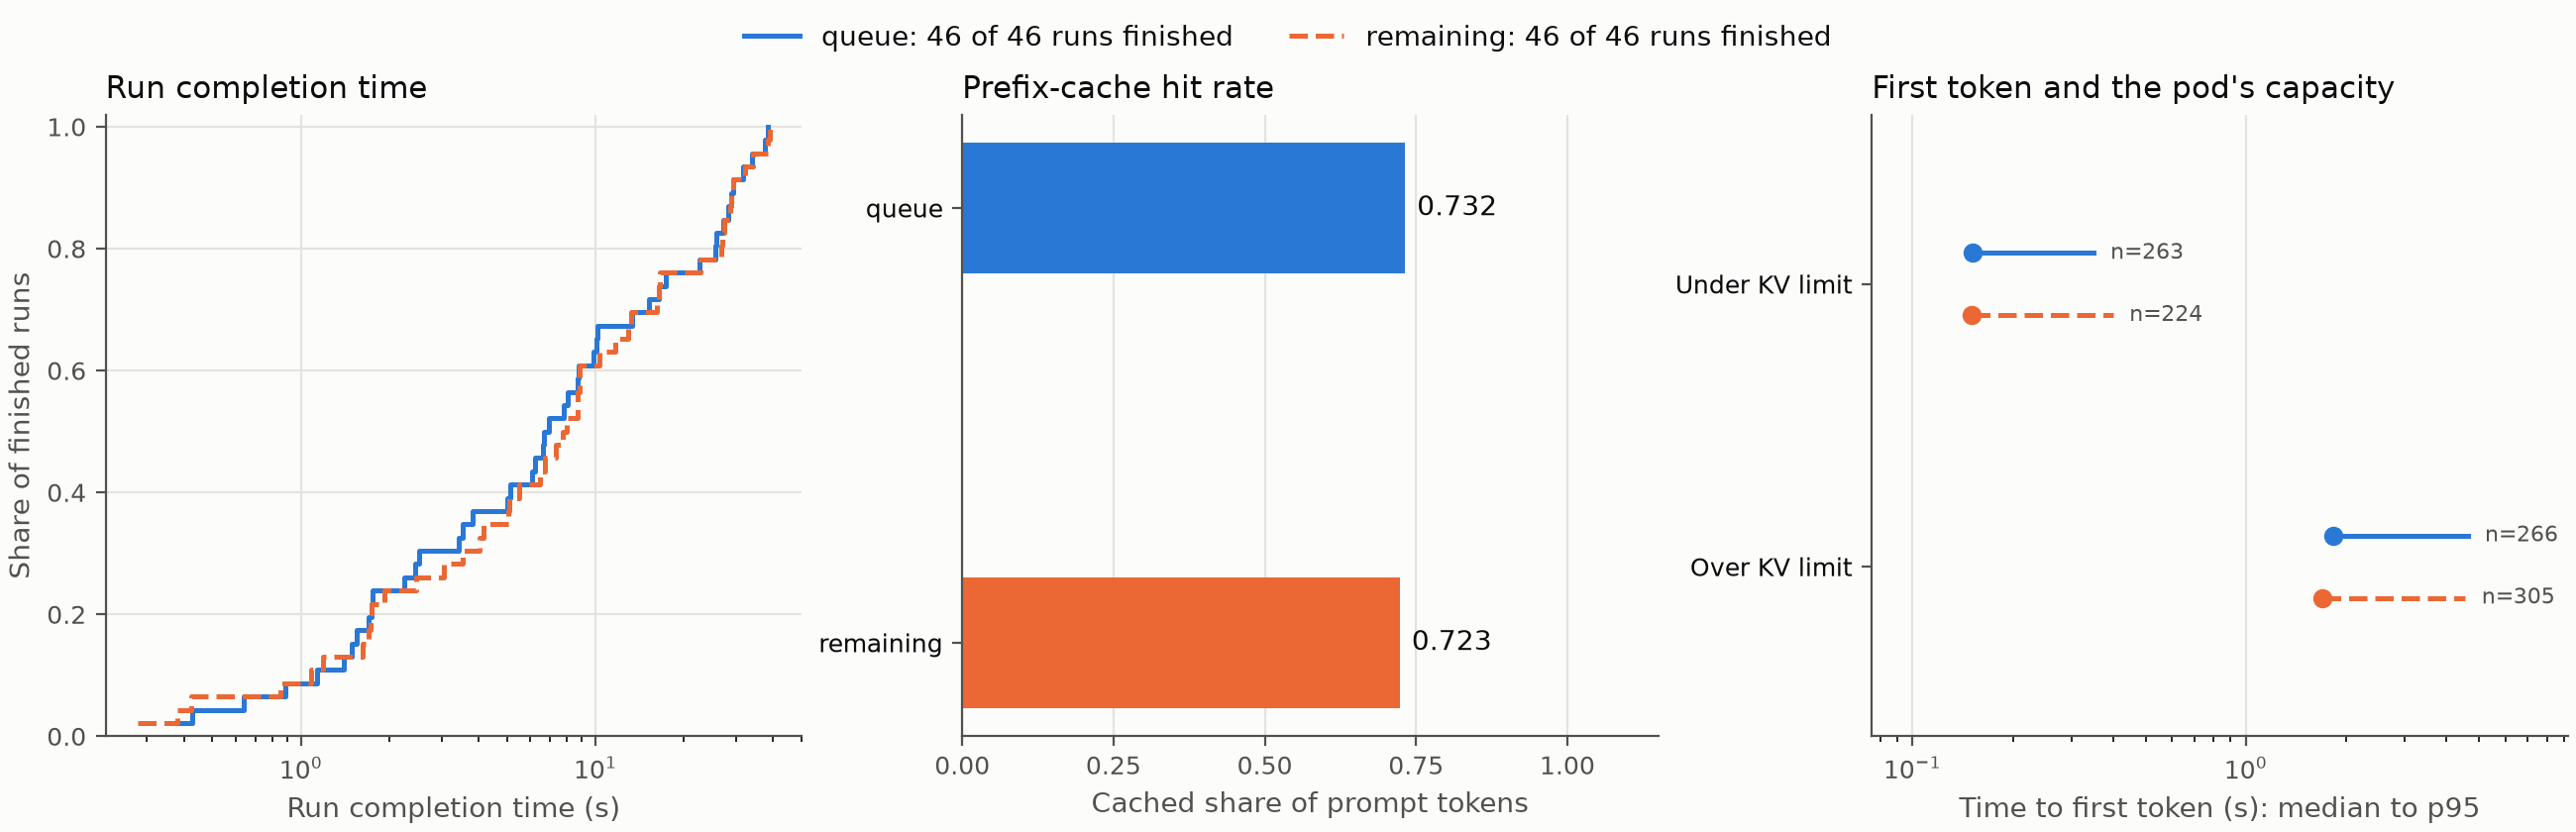 queue: 46 of 46 runs finished
remaining: 46 of 46 runs finished
Run completion time
Share of finished runs
1.0
0.8
0.6
0.4
0.2
0.0
10⁰
10¹
Run completion time (s)
Prefix-cache hit rate
queue
0.732
remaining
0.723
0.00
0.25
0.50
0.75
1.00
Cached share of prompt tokens
First token and the pod's capacity
Under KV limit
n=263
n=224
Over KV limit
n=266
n=305
10⁻¹
10⁰
Time to first token (s): median to p95